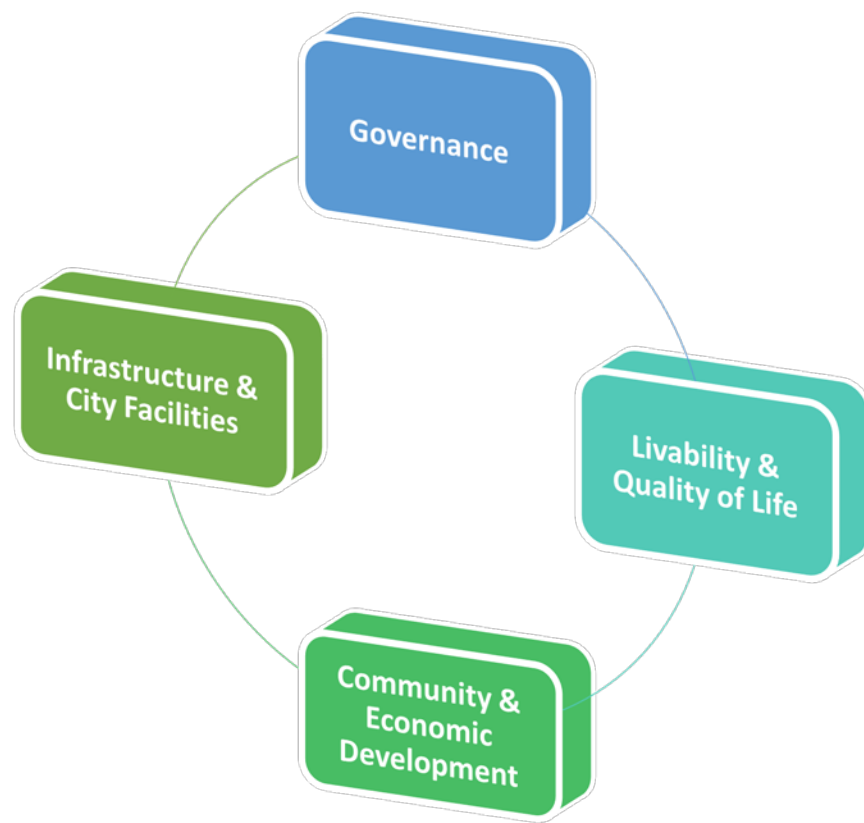 Governance
Infrastructure &
City Facilities
Livability &
Quality of Life
Community &
Economic
Development